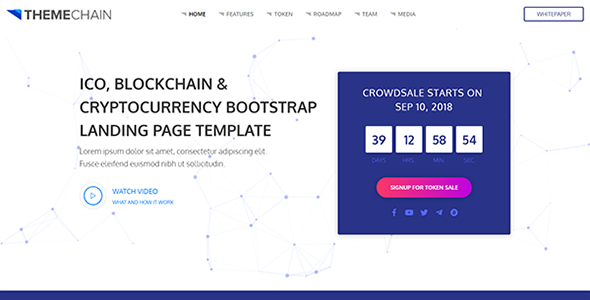 THEMECHAIN
HOME FEATURES TOKEN ROADMAP TEAM MEDIA
WHITEPAPER
ICO, BLOCKCHAIN &
CRYPTOCURRENCY BOOTSTRAP
LANDING PAGE TEMPLATE
Lorem ipsum dolor sit amet, consectetur adipiscing elit.
Fusce eleifend euismod nibh ut sollicitudin.
WATCH VIDEO
WHAT AND HOW IT WORK
CROWDSALE STARTS ON
SEP 10, 2018
39 12 58 54
DAYS HRS MIN SEC
SIGNUP FOR TOKEN SALE